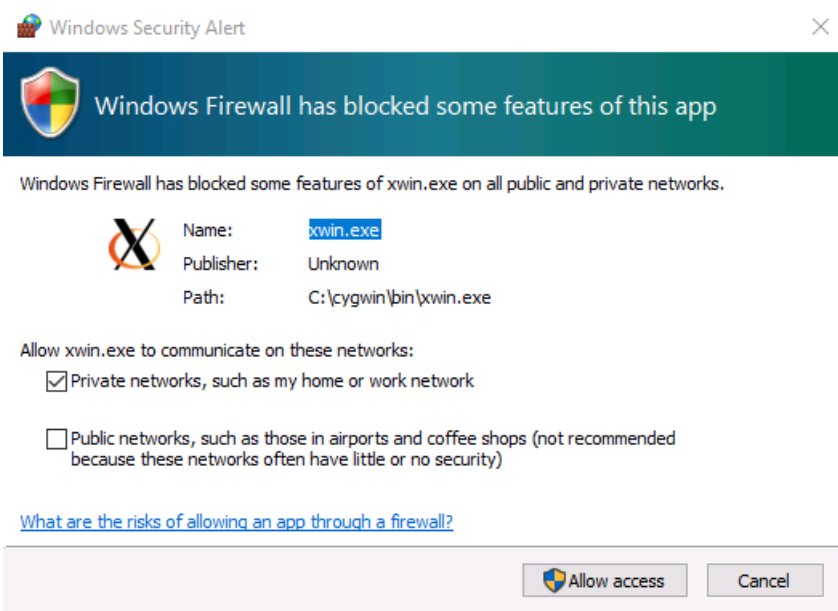 Windows Security Alert
Windows Firewall has blocked some features of this app
Windows Firewall has blocked some features of xwin.exe on all public and private networks.
Name: xwin.exe
Publisher: Unknown
Path: C:\cygwin\bin\xwin.exe
Allow xwin.exe to communicate on these networks:
Private networks, such as my home or work network
Public networks, such as those in airports and coffee shops (not recommended
because these networks often have little or no security)
What are the risks of allowing an app through a firewall?
Allow access Cancel